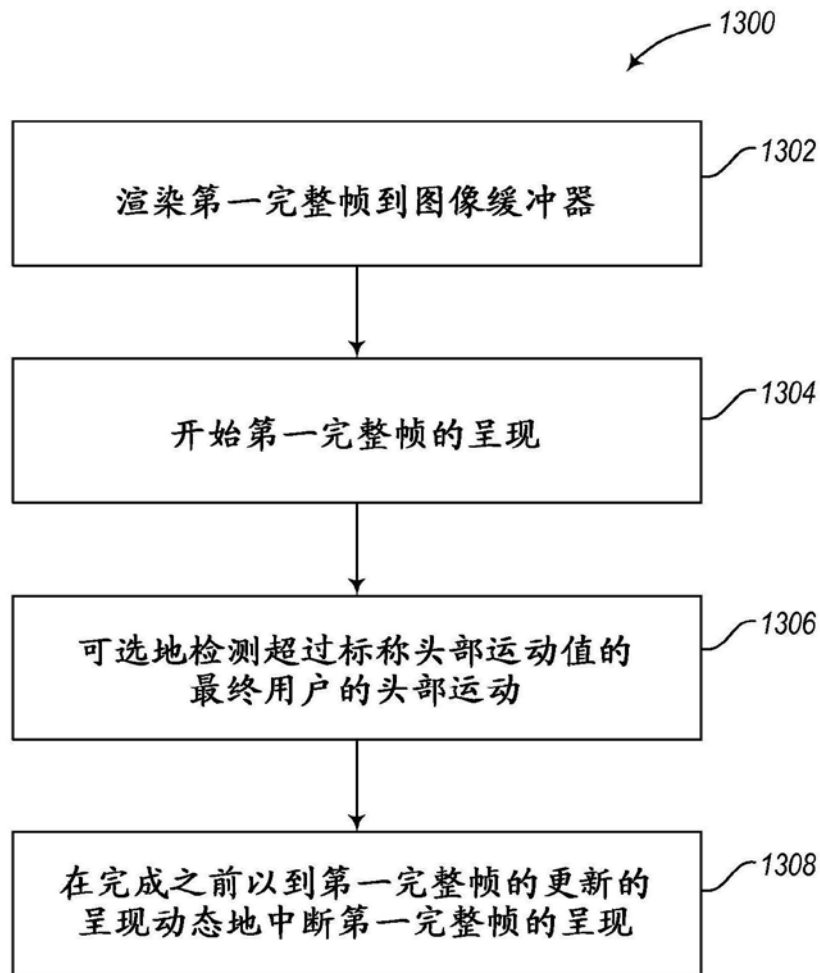 1300
1302
渲染第一完整帧到图像缓冲器
1304
开始第一完整帧的呈现
1306
可选地检测超过标称头部运动值的
最终用户的头部运动
1308
在完成之前以到第一完整帧的更新的
呈现动态地中断第一完整帧的呈现